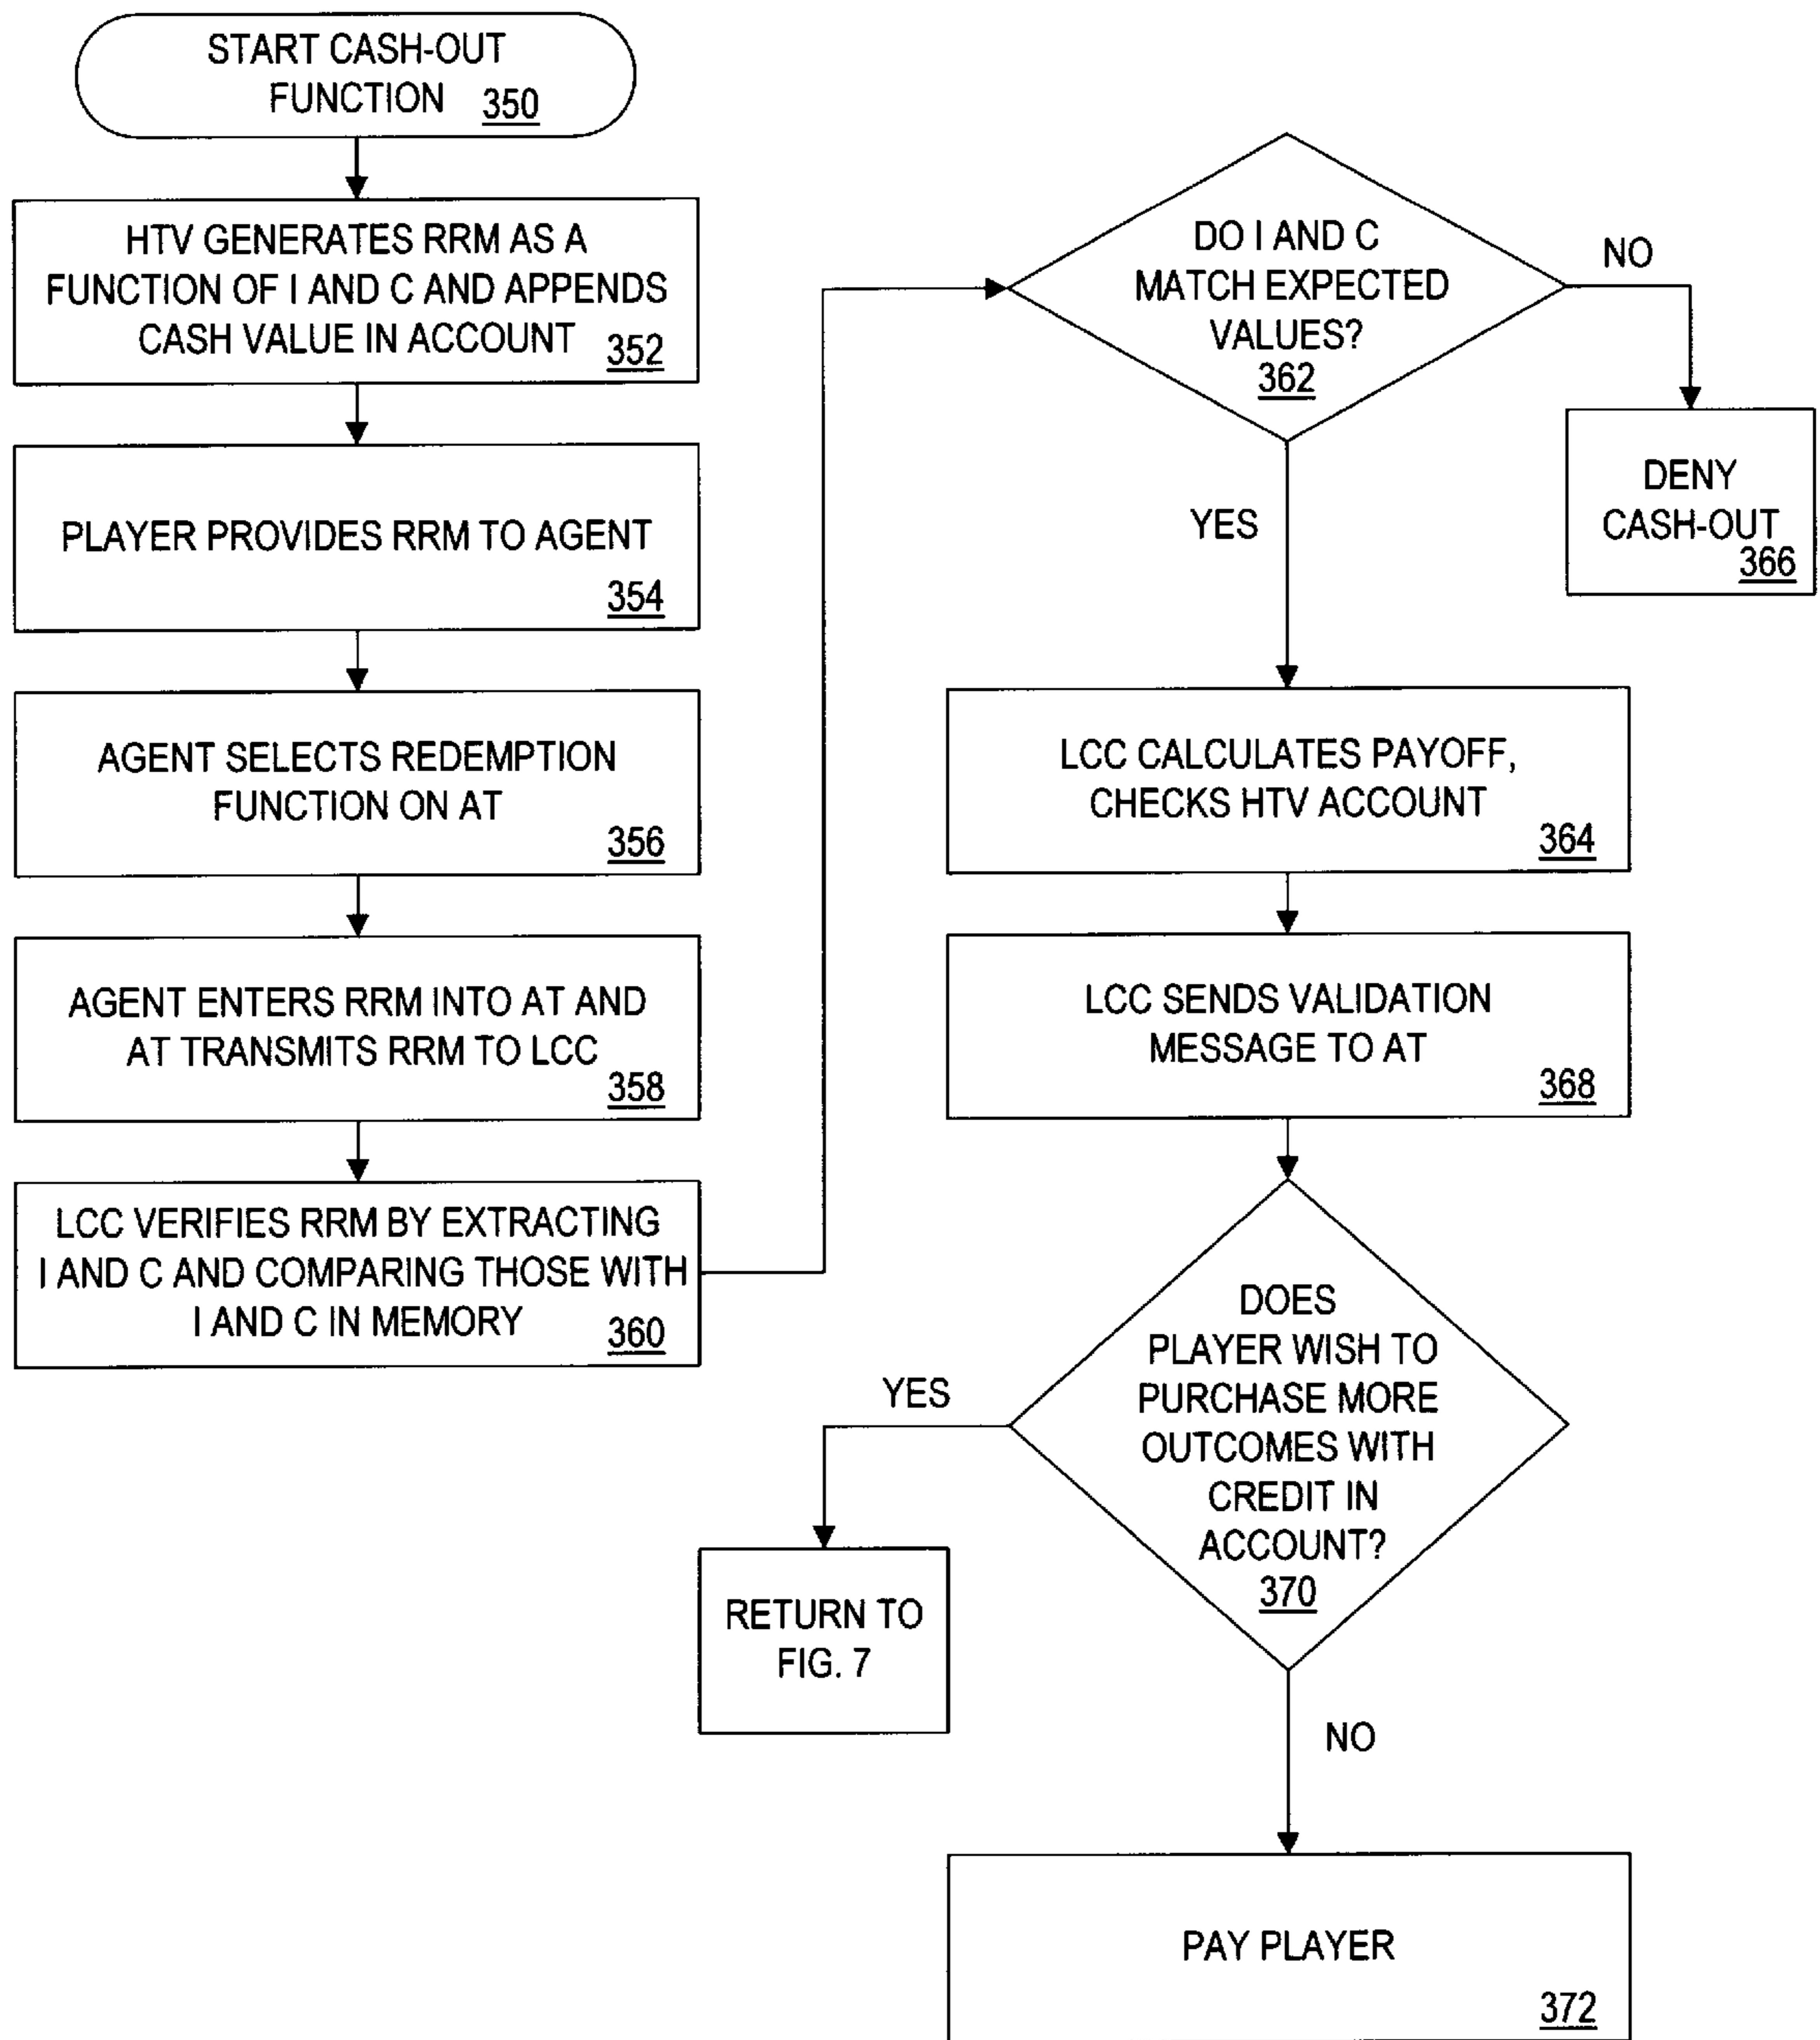 START CASH-OUT
FUNCTION 350
HTV GENERATES RRM AS A
FUNCTION OF I AND C AND APPENDS
CASH VALUE IN ACCOUNT 352
PLAYER PROVIDES RRM TO AGENT
354
AGENT SELECTS REDEMPTION
FUNCTION ON AT
356
AGENT ENTERS RRM INTO AT AND
AT TRANSMITS RRM TO LCC
358
LCC VERIFIES RRM BY EXTRACTING
I AND C AND COMPARING THOSE WITH
I AND C IN MEMORY 360
DO I AND C
MATCH EXPECTED
VALUES?
362
NO
DENY
CASH-OUT
366
YES
LCC CALCULATES PAYOFF,
CHECKS HTV ACCOUNT
364
LCC SENDS VALIDATION
MESSAGE TO AT
368
DOES
PLAYER WISH TO
PURCHASE MORE
OUTCOMES WITH
CREDIT IN
ACCOUNT?
370
YES
RETURN TO
FIG. 7
NO
PAY PLAYER
372